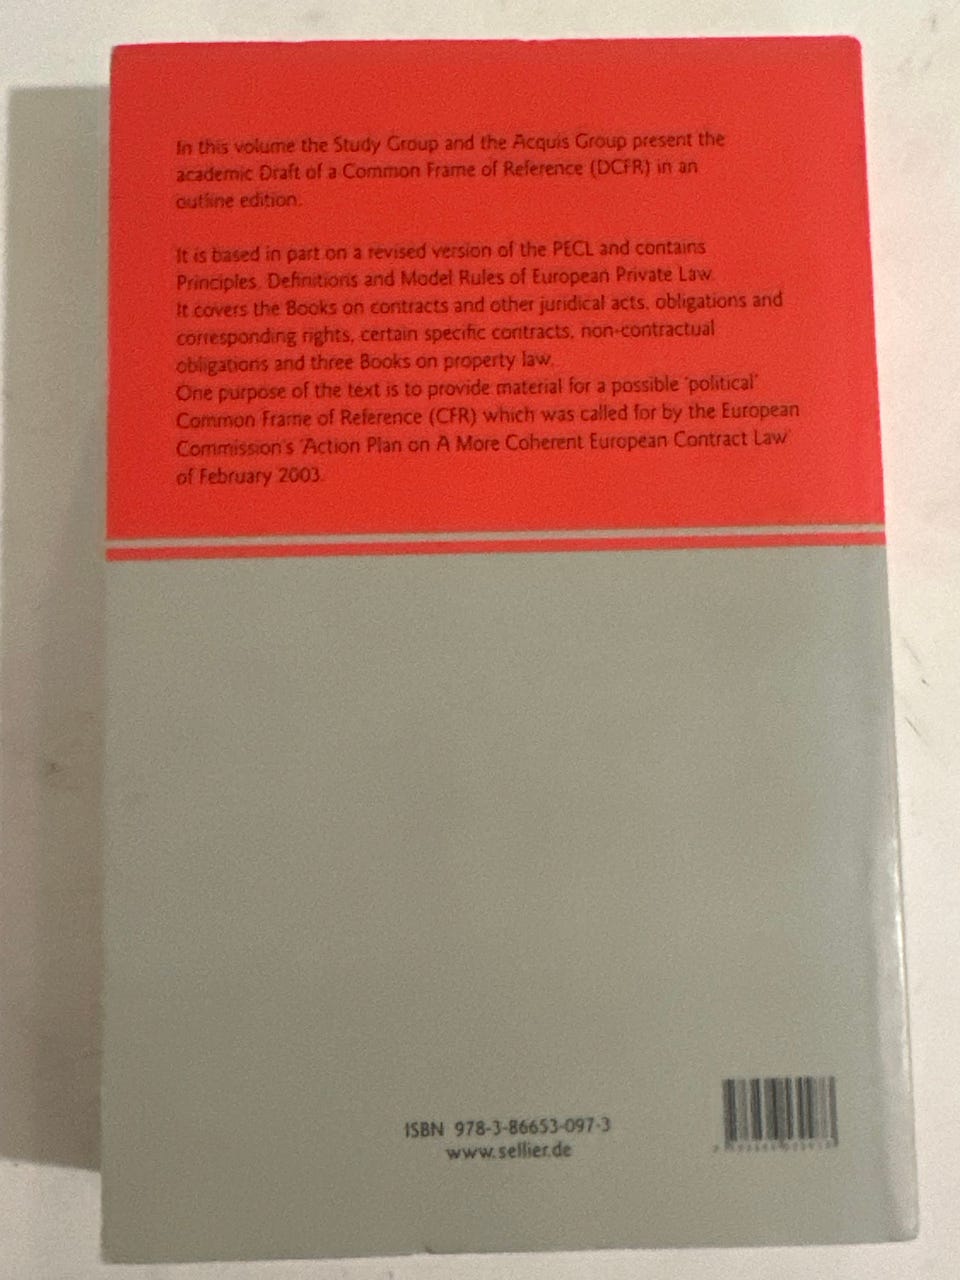 In this volume the Study Group and the Acquis Group present the
academic Draft of a Common Frame of Reference (DCFR) in an
outline edition.
It is based in part on a revised version of the PECL and contains
Principles, Definitions and Model Rules of European Private Law.
It covers the Books on contracts and other juridical acts, obligations and
corresponding rights, certain specific contracts, non-contractual
obligations and three Books on property law.
One purpose of the text is to provide material for a possible 'political'
Common Frame of Reference (CFR) which was called for by the European
Commission's 'Action Plan on A More Coherent European Contract Law'
of February 2003.
ISBN 978-3-86653-097-3
www.sellier.de